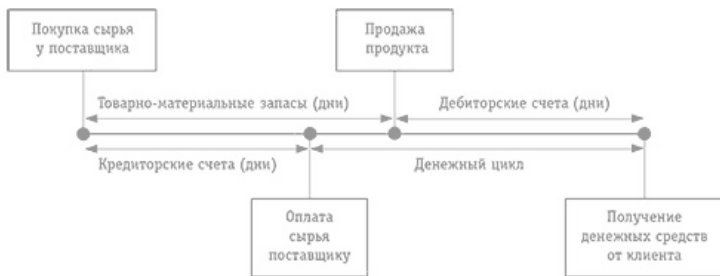 Покупка сырья
у поставщика
Продажа
продукта
Товарно-материальные запасы (дни)
Дебиторские счета (дни)
Кредиторские счета (дни)
Денежный цикл
Оплата
сырья
поставщику
Получение
денежных средств
от клиента